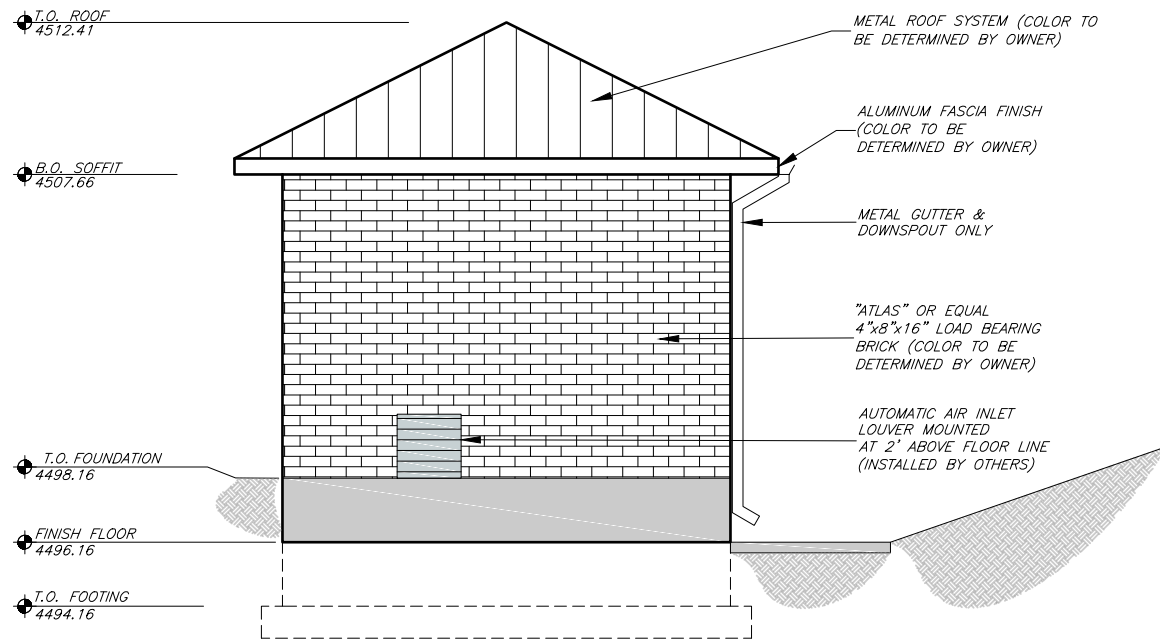 T.O. ROOF
4512.41
B.O. SOFFIT
4507.66
T.O. FOUNDATION
4498.16
FINISH FLOOR
4496.16
T.O. FOOTING
4494.16
METAL ROOF SYSTEM (COLOR TO
BE DETERMINED BY OWNER)
ALUMINUM FASCIA FINISH
(COLOR TO BE
DETERMINED BY OWNER)
METAL GUTTER &
DOWNSPOUT ONLY
"ATLAS" OR EQUAL
4"x8"x16" LOAD BEARING
BRICK (COLOR TO BE
DETERMINED BY OWNER)
AUTOMATIC AIR INLET
LOUVER MOUNTED
AT 2' ABOVE FLOOR LINE
(INSTALLED BY OTHERS)